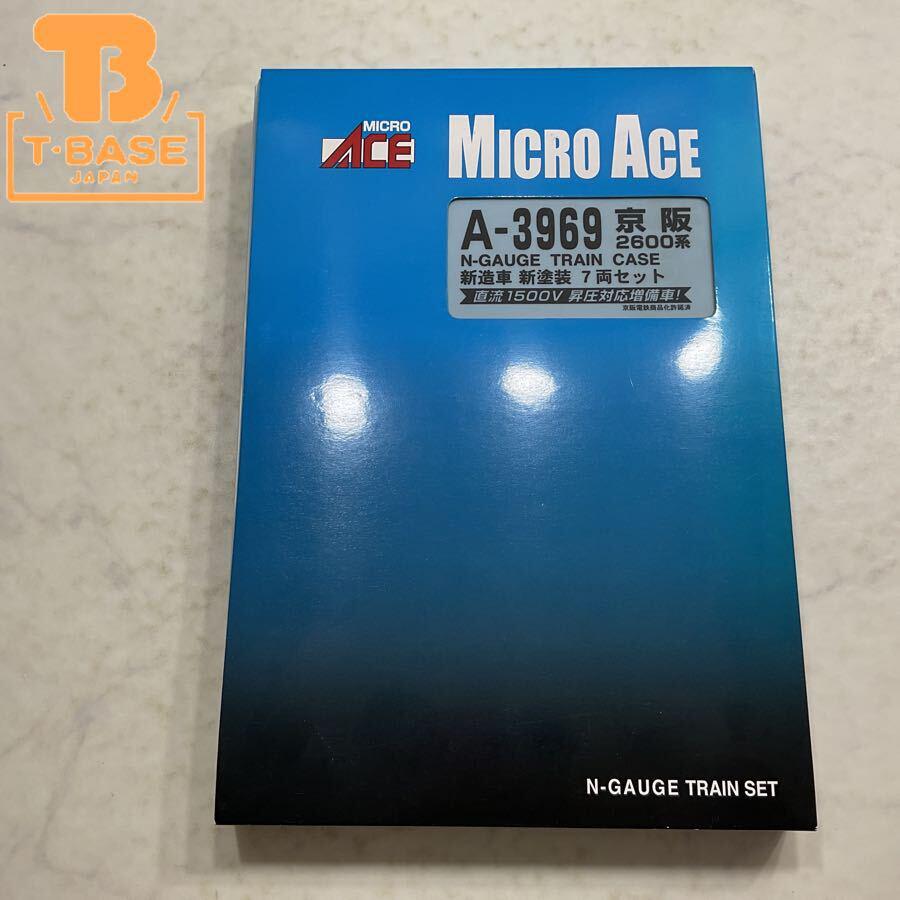 T·BASE
JAPAN
MICRO
ACE
MICRO ACE
A-3969 京阪
2600系
N-GAUGE TRAIN CASE
新造車 新塗装 7両セット
直流1500V 昇圧対応増備車!
京阪電鉄商品化許諾済
N-GAUGE TRAIN SET